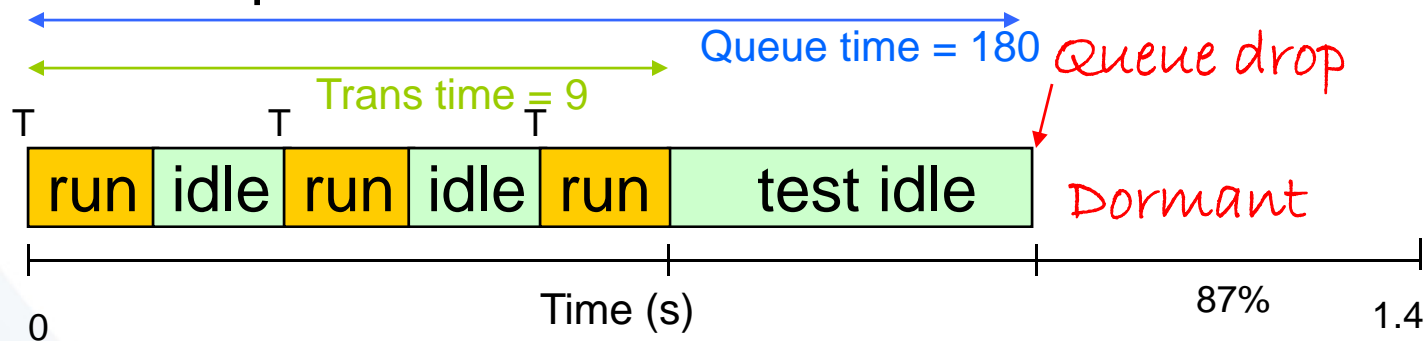 Queue time = 180
Queue drop
Trans time = 9
T T T
run idle run idle run test idle
Dormant
Time (s)
87%
0
1.4